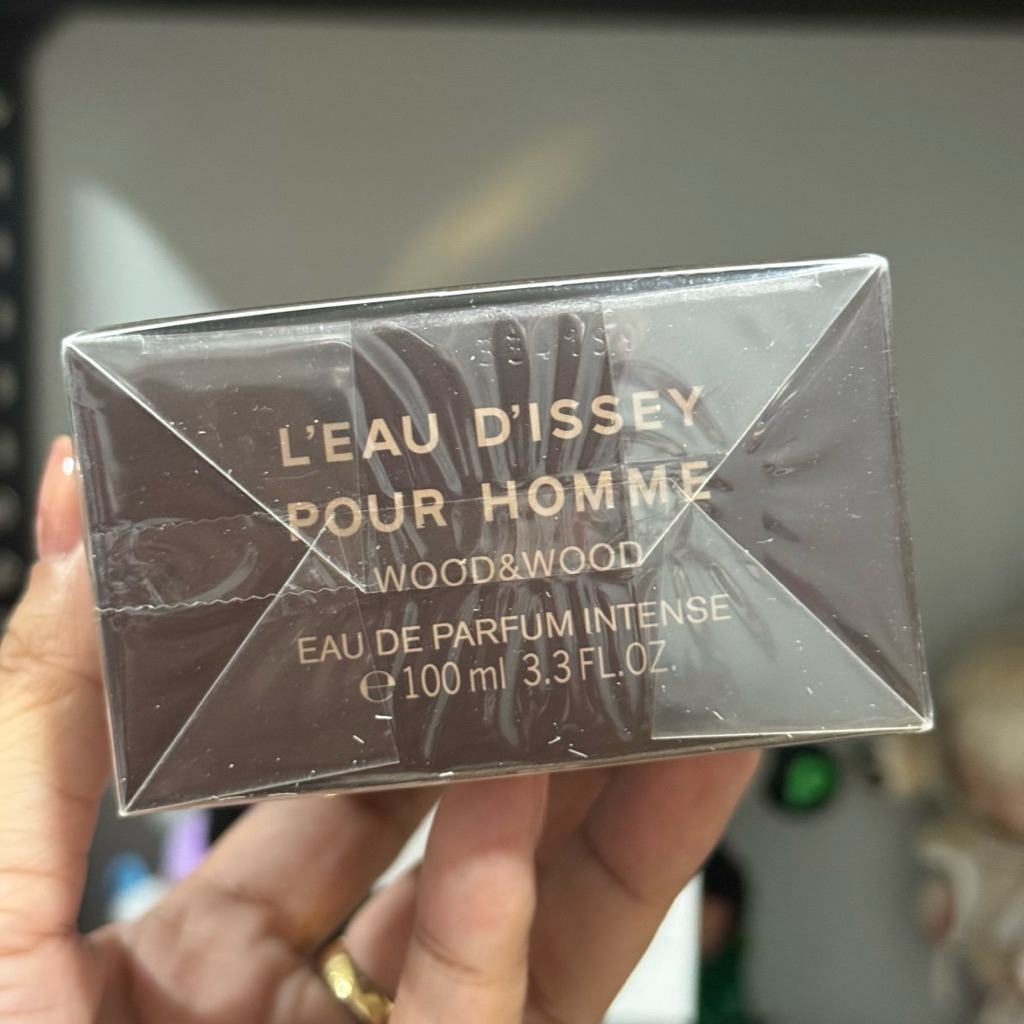 L'EAU D'ISSEY
POUR HOMME
WOOD&WOOD
EAU DE PARFUM INTENSE
℮ 100 ml 3.3 FL.OZ.